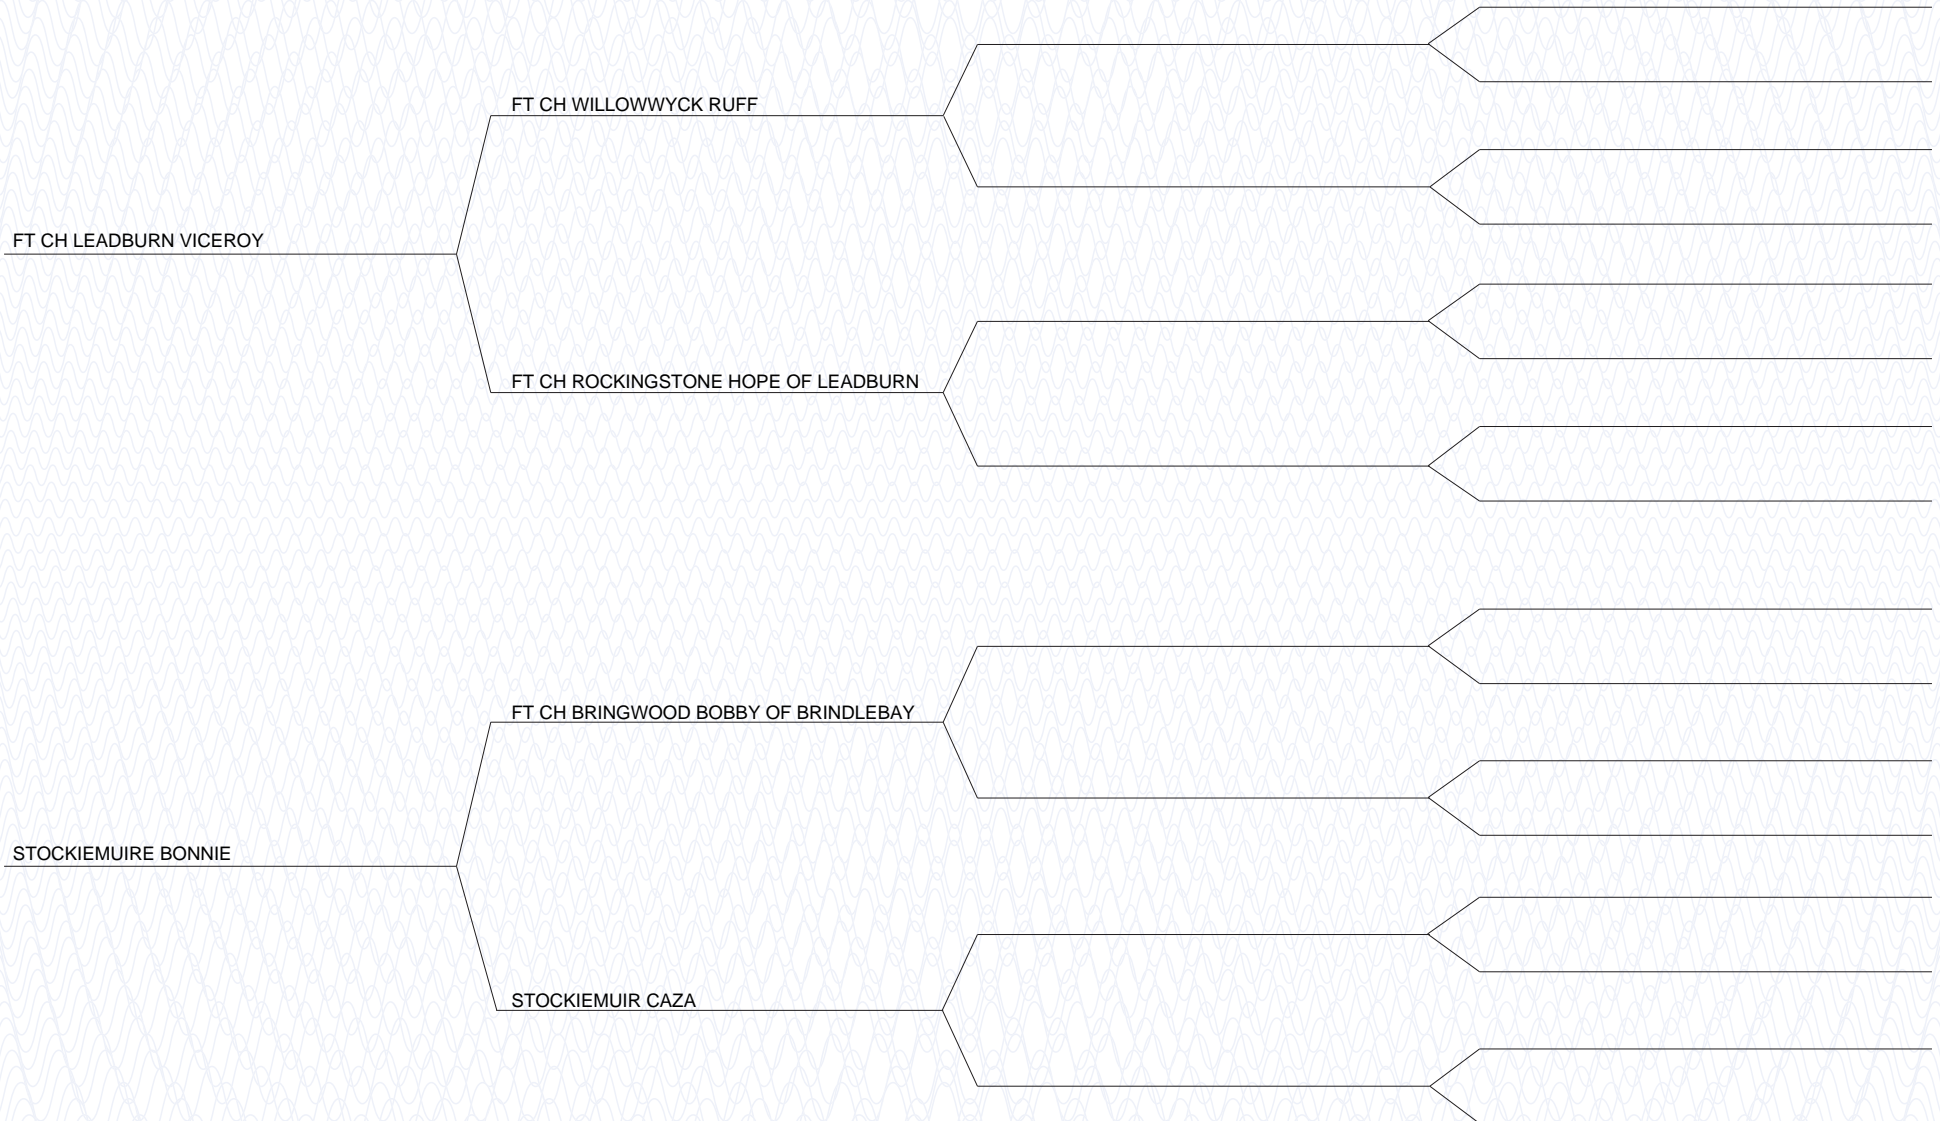 FT CH WILLOWWYCK RUFF
FT CH LEADBURN VICEROY
FT CH ROCKINGSTONE HOPE OF LEADBURN
FT CH BRINGWOOD BOBBY OF BRINDLEBAY
STOCKIEMUIRE BONNIE
STOCKIEMUIR CAZA